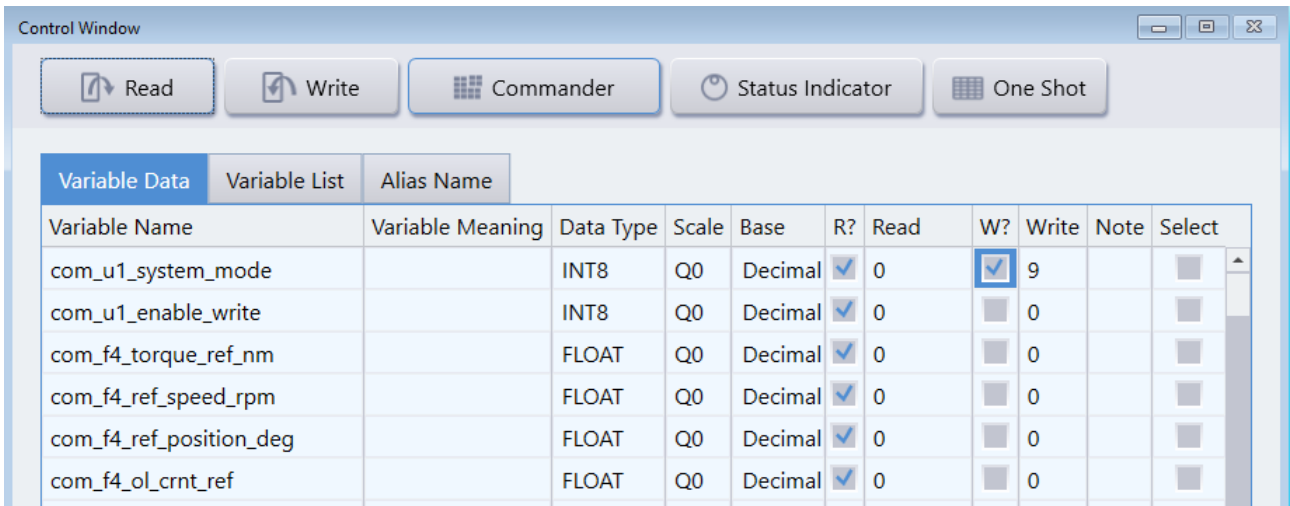 Control Window
Read Write Commander Status Indicator One Shot
Variable Data Variable List Alias Name
Variable Name Variable Meaning Data Type Scale Base R? Read W? Write Note Select
com_u1_system_mode INT8 Q0 Decimal 0 9
com_u1_enable_write INT8 Q0 Decimal 0 0
com_f4_torque_ref_nm FLOAT Q0 Decimal 0 0
com_f4_ref_speed_rpm FLOAT Q0 Decimal 0 0
com_f4_ref_position_deg FLOAT Q0 Decimal 0 0
com_f4_ol_crnt_ref FLOAT Q0 Decimal 0 0